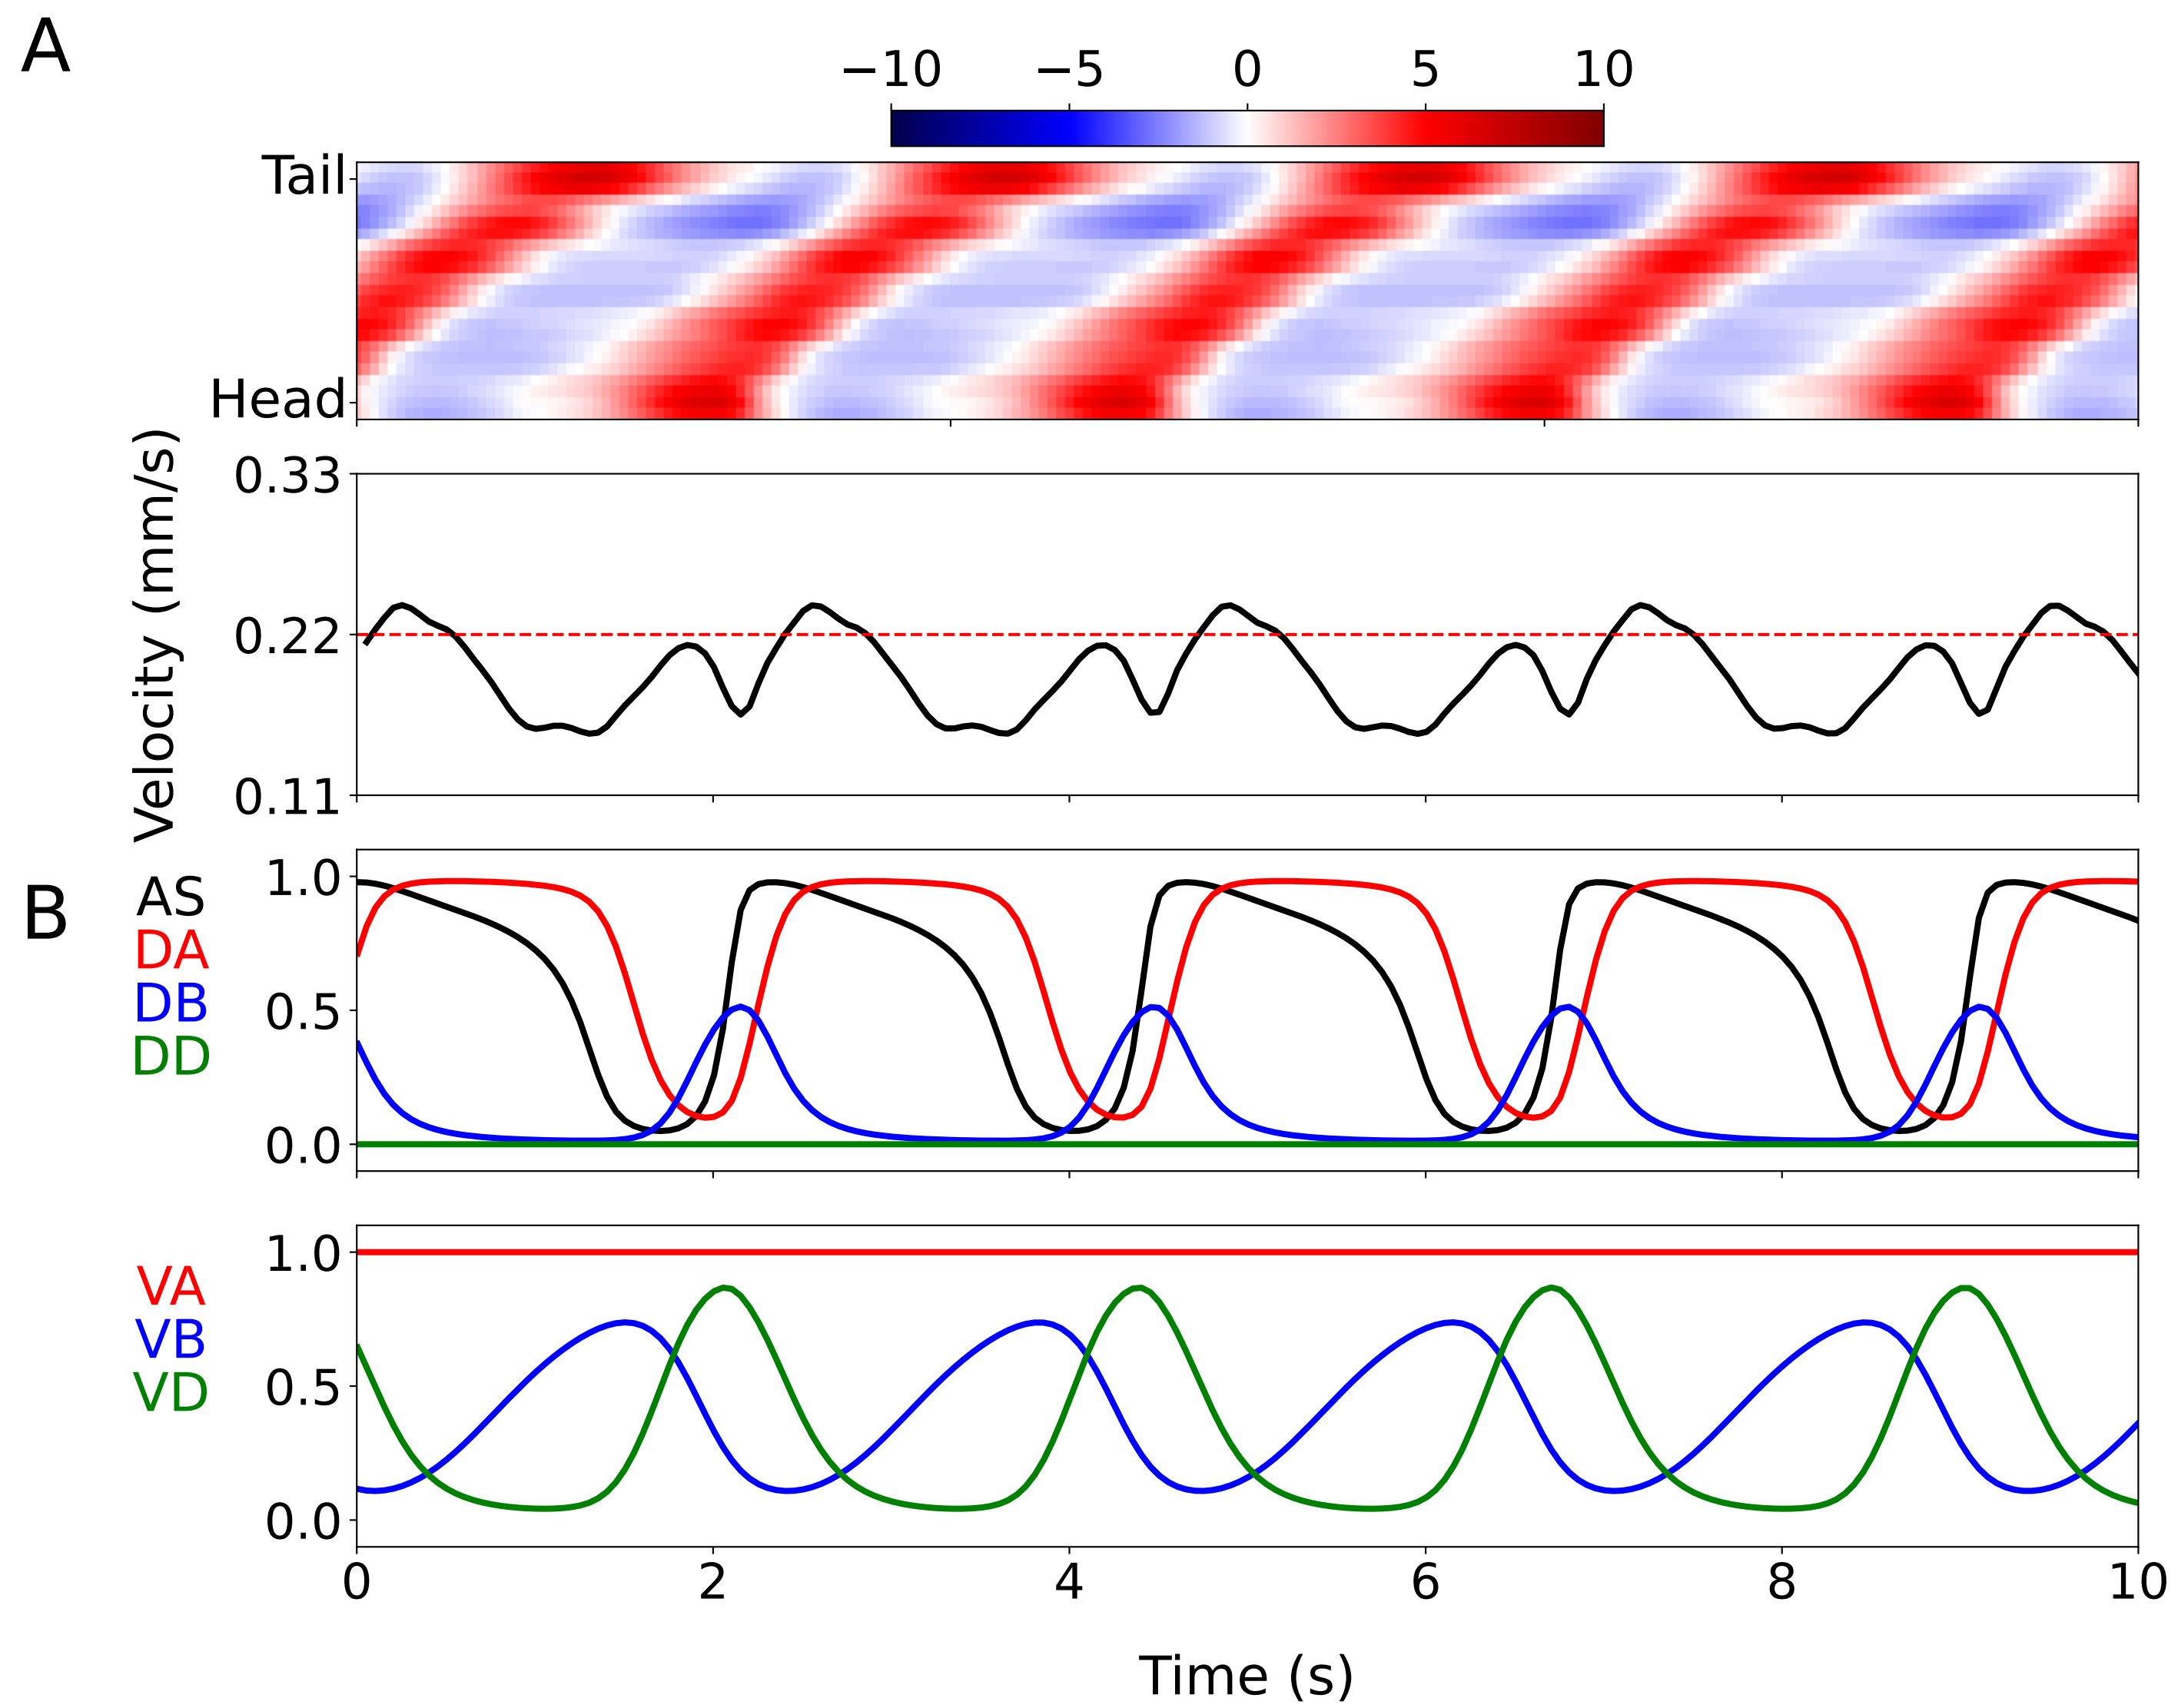 A
−10 −5 0 5 10
Tail
Head
Velocity (mm/s)
0.33
0.22
0.11
B
AS
DA
DB
DD
1.0
0.5
0.0
VA
VB
VD
1.0
0.5
0.0
0 2 4 6 8 10
Time (s)